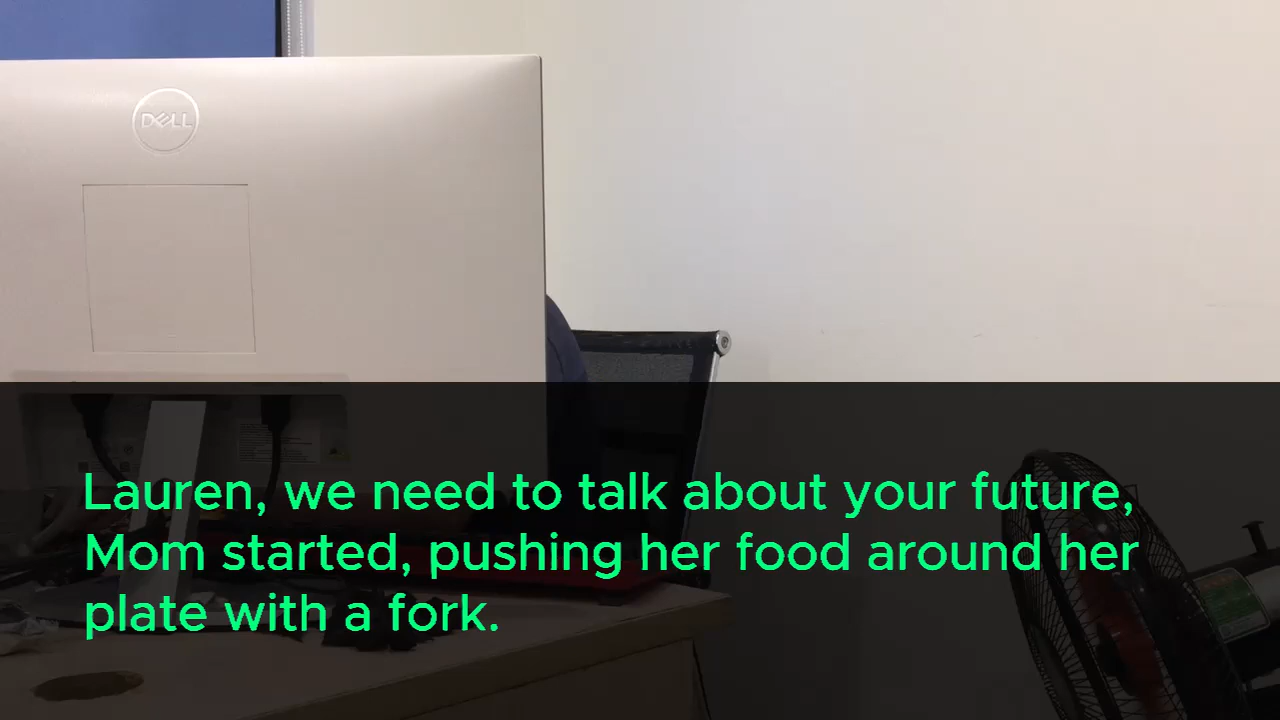 DELL
Lauren, we need to talk about your future,
Mom started, pushing her food around her
plate with a fork.